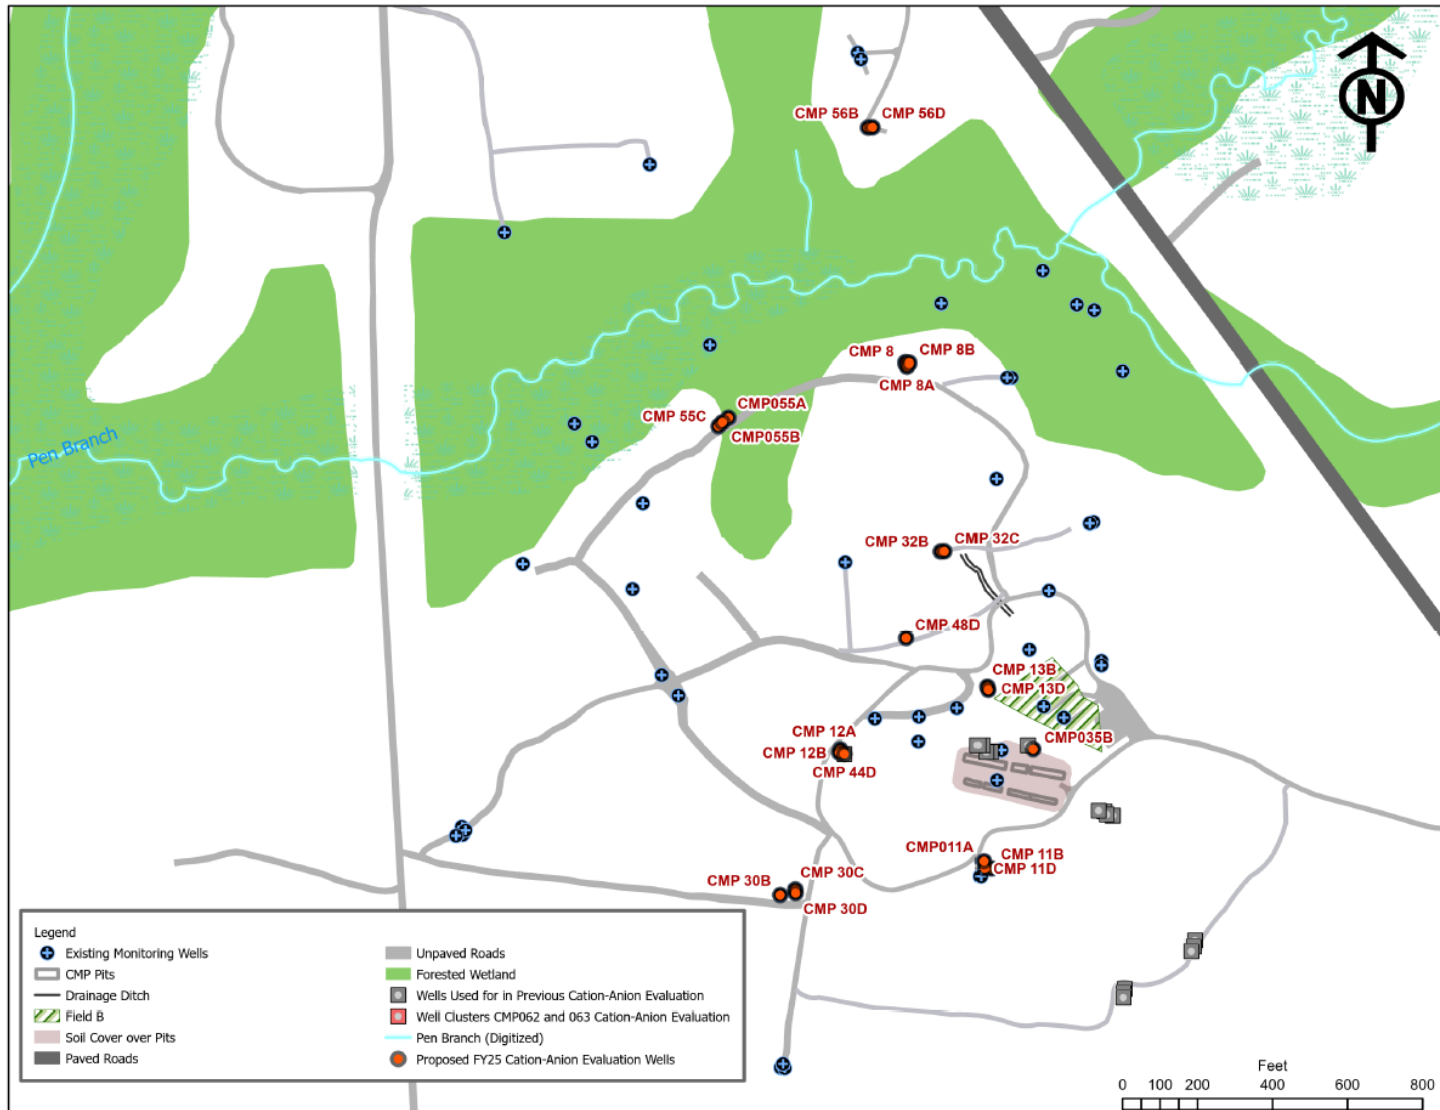 N
CMP 56B CMP 56D
CMP 8 CMP 8B
CMP 8A
CMP055A
CMP 55C
CMP055B
Pen Branch
CMP 32B CMP 32C
CMP 48D
CMP 13B
CMP 13D
CMP 12A
CMP035B
CMP 12B
CMP 44D
CMP011A CMP 11B
CMP 11D
CMP 30C
CMP 30B
CMP 30D
Legend
Existing Monitoring Wells
CMP Pits
Drainage Ditch
Field B
Soil Cover over Pits
Paved Roads
Unpaved Roads
Forested Wetland
Wells Used for in Previous Cation-Anion Evaluation
Well Clusters CMP062 and 063 Cation-Anion Evaluation
Pen Branch (Digitized)
Proposed FY25 Cation-Anion Evaluation Wells
Feet
0 100 200 400 600 800